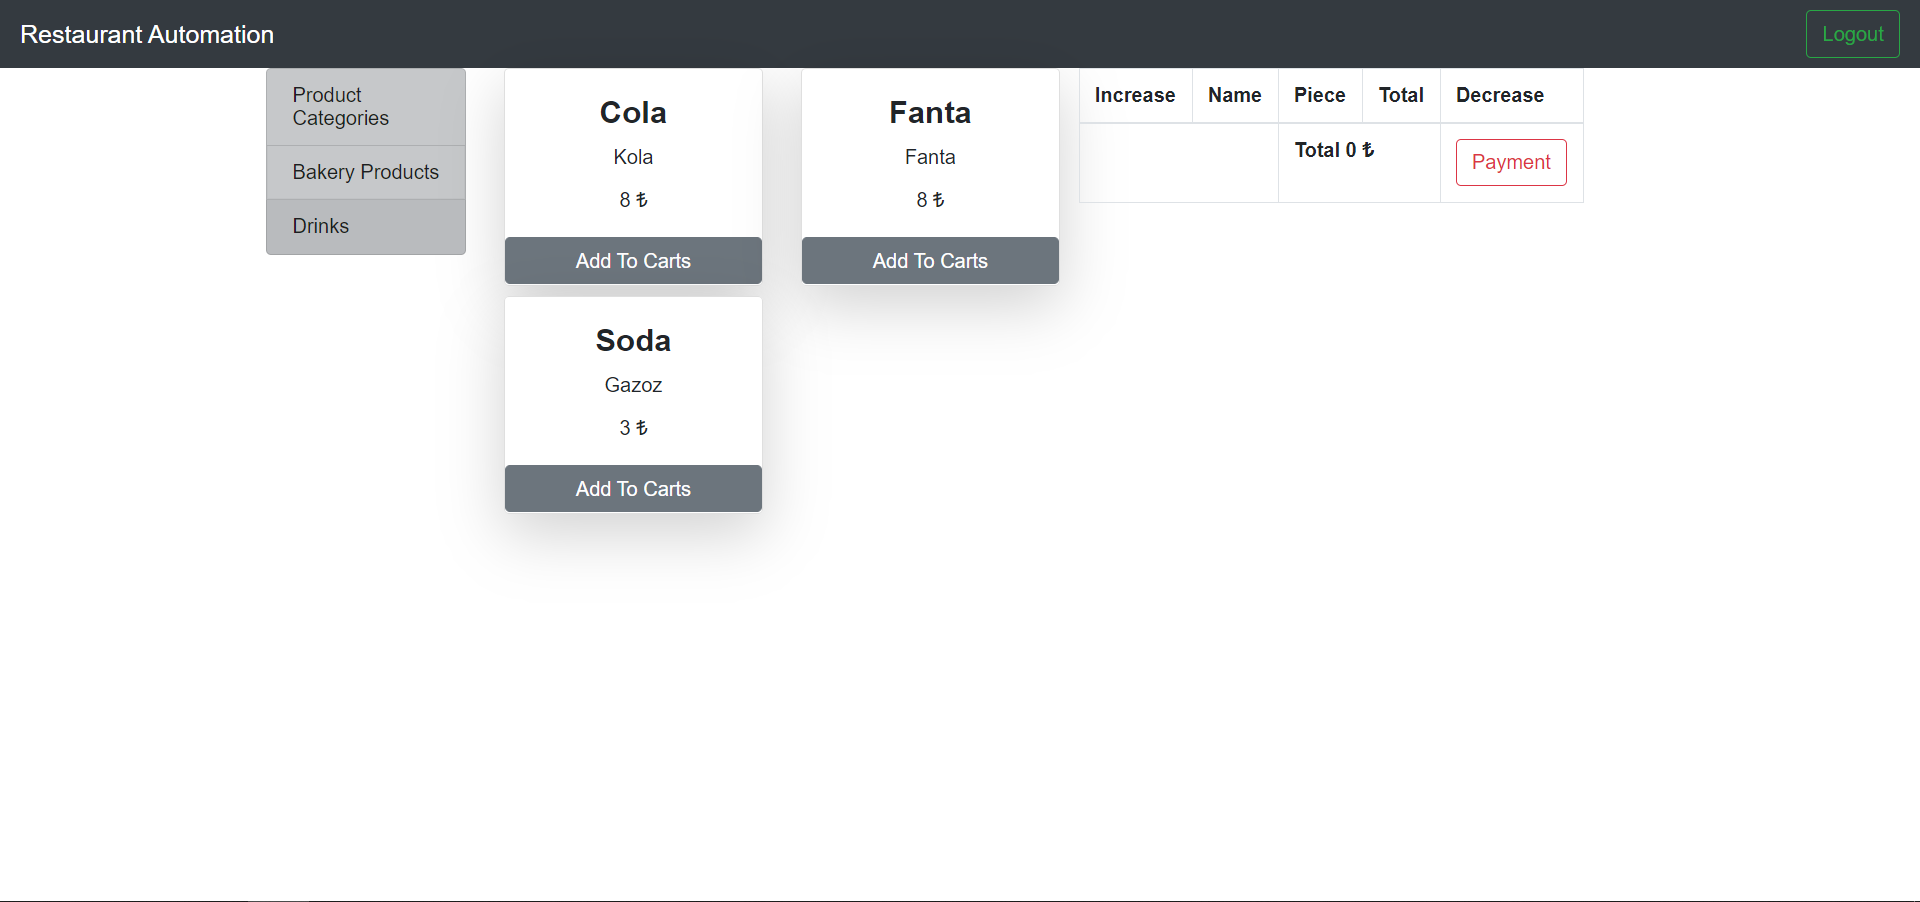 Restaurant Automation
Logout
Product
Categories
Bakery Products
Drinks
Cola
Kola
8 ₺
Add To Carts
Fanta
Fanta
8 ₺
Add To Carts
Soda
Gazoz
3 ₺
Add To Carts
Increase Name Piece Total Decrease
Total 0 ₺
Payment